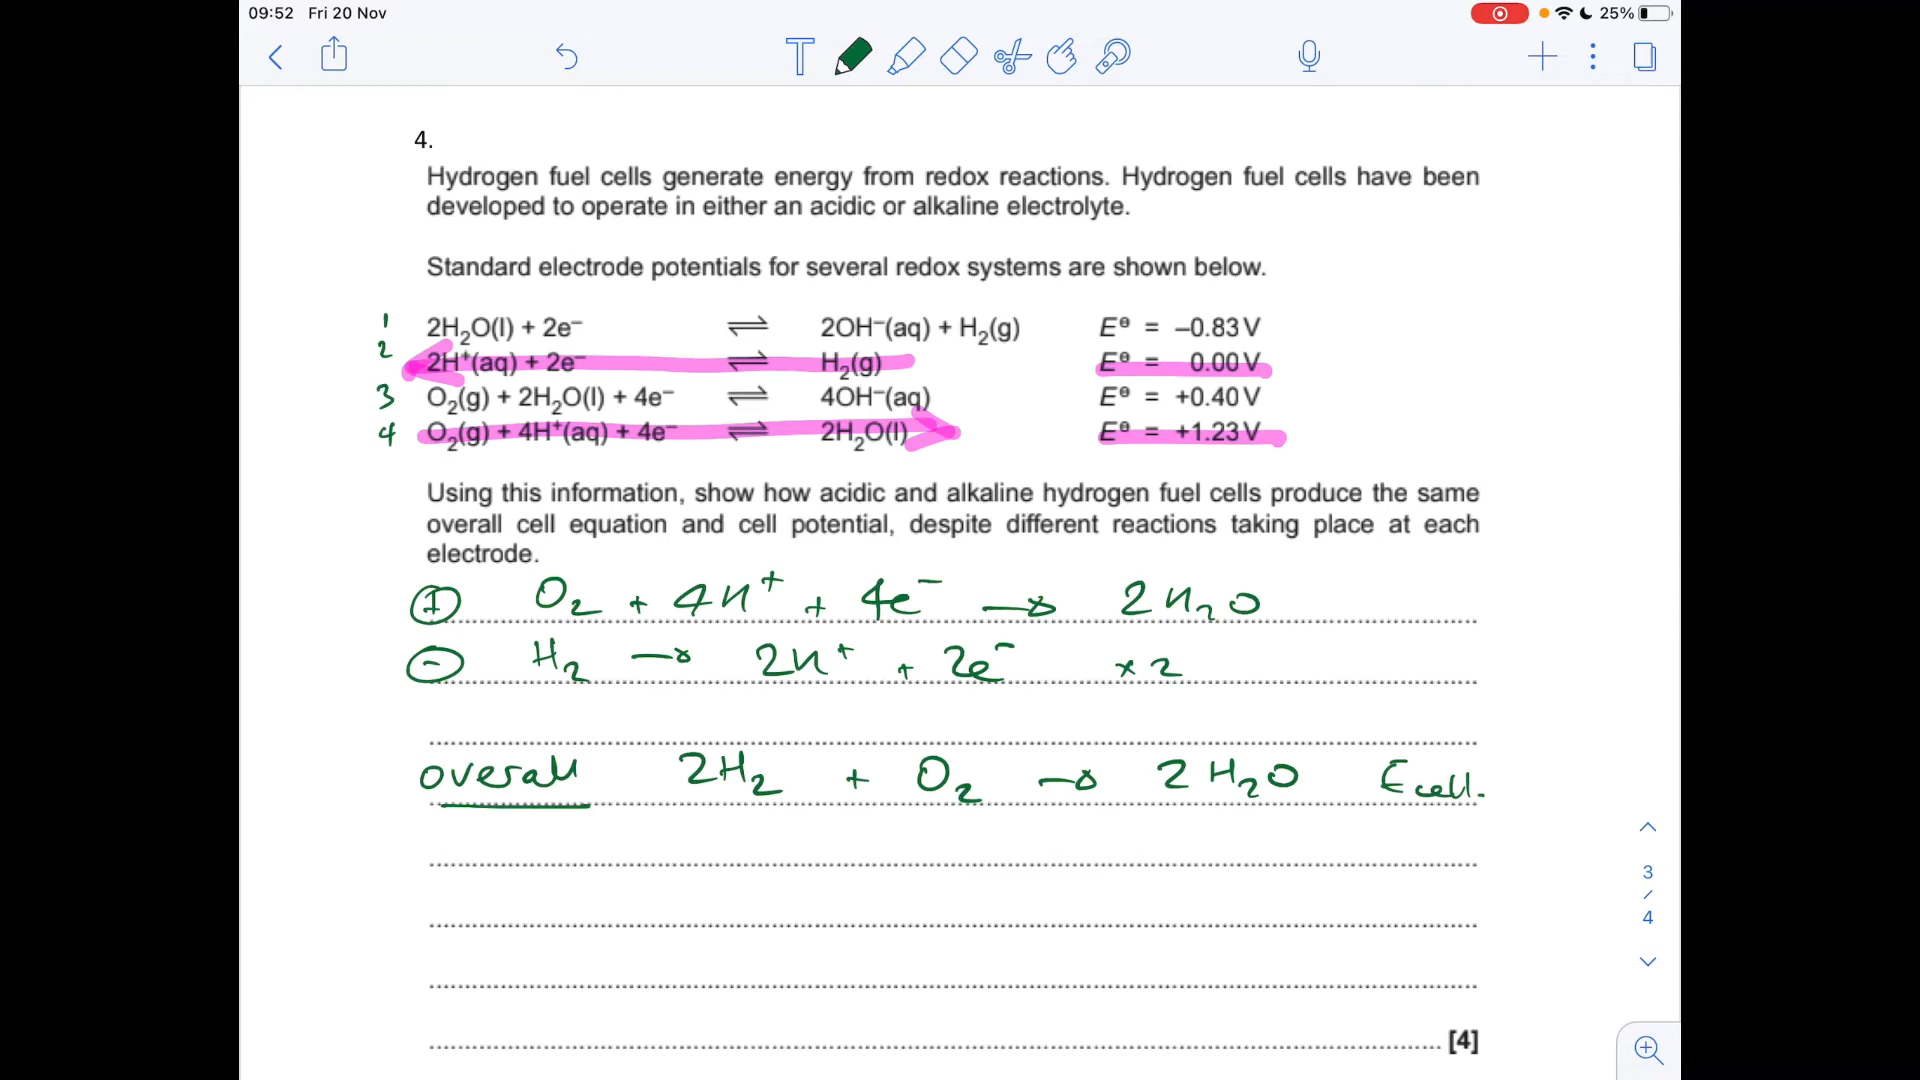 09:52 Fri 20 Nov
25%
4.
Hydrogen fuel cells generate energy from redox reactions. Hydrogen fuel cells have been
developed to operate in either an acidic or alkaline electrolyte.
Standard electrode potentials for several redox systems are shown below.
1 2H₂O(l) + 2e⁻ ⇌ 2OH⁻(aq) + H₂(g) E⦵ = –0.83 V
2 2H⁺(aq) + 2e⁻ ⇌ H₂(g) E⦵ = 0.00 V
3 O₂(g) + 2H₂O(l) + 4e⁻ ⇌ 4OH⁻(aq) E⦵ = +0.40 V
4 O₂(g) + 4H⁺(aq) + 4e⁻ ⇌ 2H₂O(l) E⦵ = +1.23 V
Using this information, show how acidic and alkaline hydrogen fuel cells produce the same
overall cell equation and cell potential, despite different reactions taking place at each
electrode.
⊕ O₂ + 4H⁺ + 4e⁻ → 2H₂O
⊖ H₂ → 2H⁺ + 2e⁻ × 2
overall 2H₂ + O₂ → 2H₂O Ecell.
3
/
4
[4]